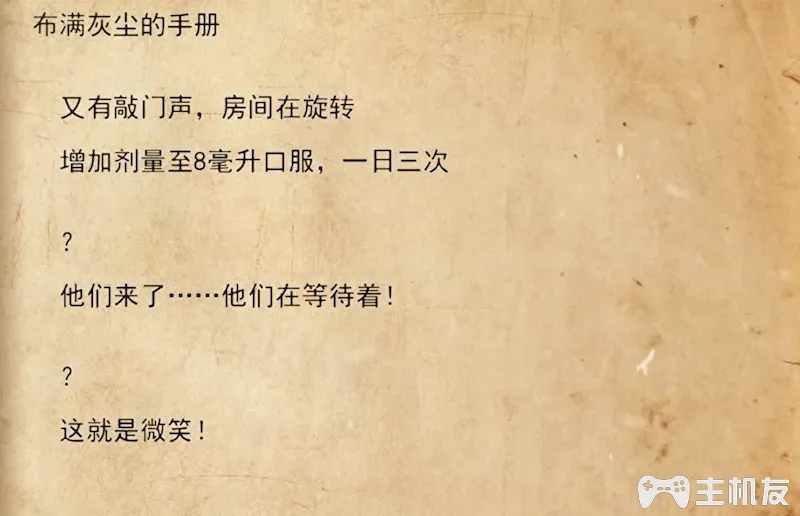 布满灰尘的手册
又有敲门声，房间在旋转
增加剂量至8毫升口服，一日三次
？
他们来了……他们在等待着！
？
这就是微笑！
主机友